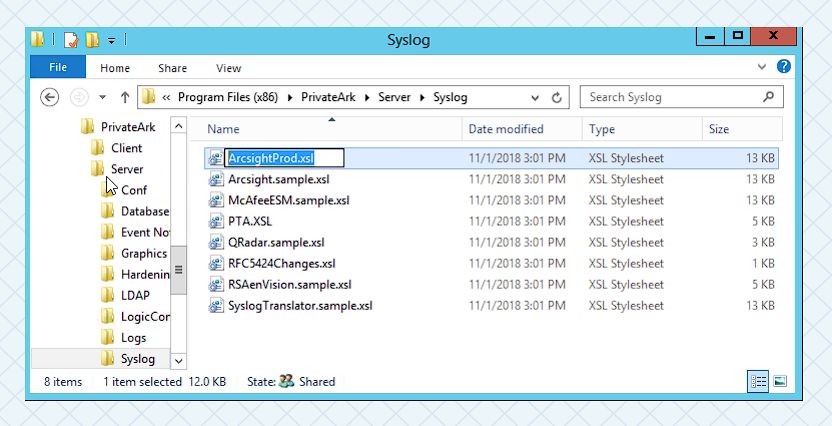 Syslog
File Home Share View
« Program Files (x86) PrivateArk Server Syslog Search Syslog
PrivateArk
Client
Server
Conf
Database
Event No
Graphics
Hardenin
LDAP
LogicCor
Logs
Syslog
Name Date modified Type Size
ArcsightProd.xsl 11/1/2018 3:01 PM XSL Stylesheet 13 KB
Arcsight.sample.xsl 11/1/2018 3:01 PM XSL Stylesheet 13 KB
McAfeeESM.sample.xsl 11/1/2018 3:01 PM XSL Stylesheet 13 KB
PTA.XSL 11/1/2018 3:01 PM XSL Stylesheet 5 KB
QRadar.sample.xsl 11/1/2018 3:01 PM XSL Stylesheet 3 KB
RFC5424Changes.xsl 11/1/2018 3:01 PM XSL Stylesheet 1 KB
RSAenVision.sample.xsl 11/1/2018 3:01 PM XSL Stylesheet 5 KB
SyslogTranslator.sample.xsl 11/1/2018 3:01 PM XSL Stylesheet 13 KB
8 items 1 item selected 12.0 KB State: Shared